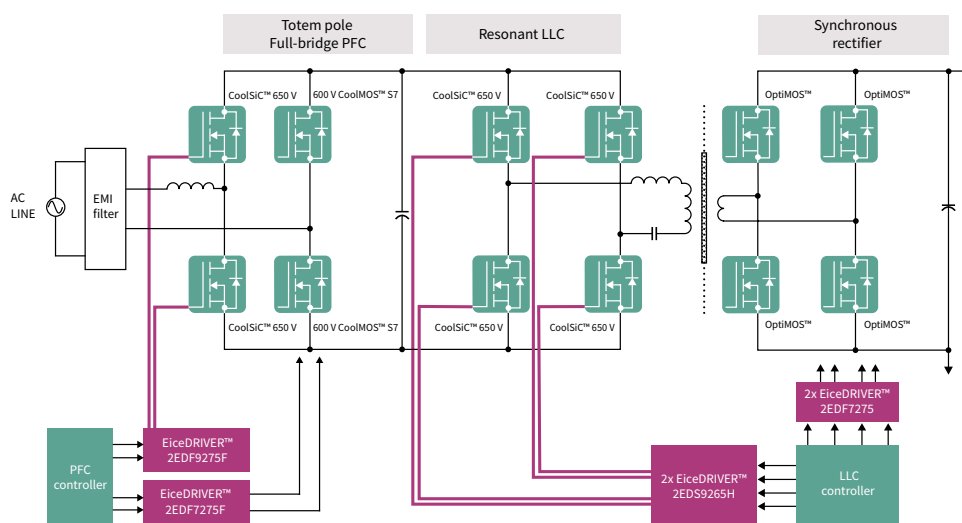 Totem pole
Full-bridge PFC
Resonant LLC
Synchronous
rectifier
CoolSiC™ 650 V
600 V CoolMOS™ S7
CoolSiC™ 650 V
CoolSiC™ 650 V
OptiMOS™
OptiMOS™
AC
LINE
EMI
filter
CoolSiC™ 650 V
600 V CoolMOS™ S7
CoolSiC™ 650 V
CoolSiC™ 650 V
OptiMOS™
OptiMOS™
2x EiceDRIVER™
2EDF7275
PFC
controller
EiceDRIVER™
2EDF9275F
EiceDRIVER™
2EDF7275F
2x EiceDRIVER™
2EDS9265H
LLC
controller